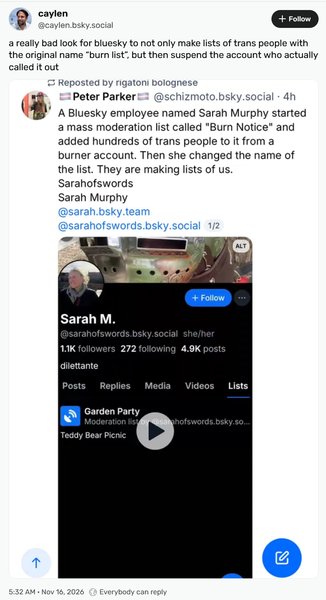 caylen
@caylen.bsky.social
+ Follow
a really bad look for bluesky to not only make lists of trans people with
the original name "burn list", but then suspend the account who actually
called it out
Reposted by rigatoni bolognese
Peter Parker @schizmoto.bsky.social · 4h
A Bluesky employee named Sarah Murphy started
a mass moderation list called "Burn Notice" and
added hundreds of trans people to it from a
burner account. Then she changed the name of
the list. They are making lists of us.
Sarahofswords
Sarah Murphy
@sarah.bsky.team
@sarahofswords.bsky.social 1/2
ALT
+ Follow
Sarah M.
@sarahofswords.bsky.social she/her
1.1K followers 272 following 4.9K posts
dilettante
Posts Replies Media Videos Lists
Garden Party
Moderation list by @sarahofswords.bsky.so...
Teddy Bear Picnic
5:32 AM • Nov 16, 2026 Everybody can reply